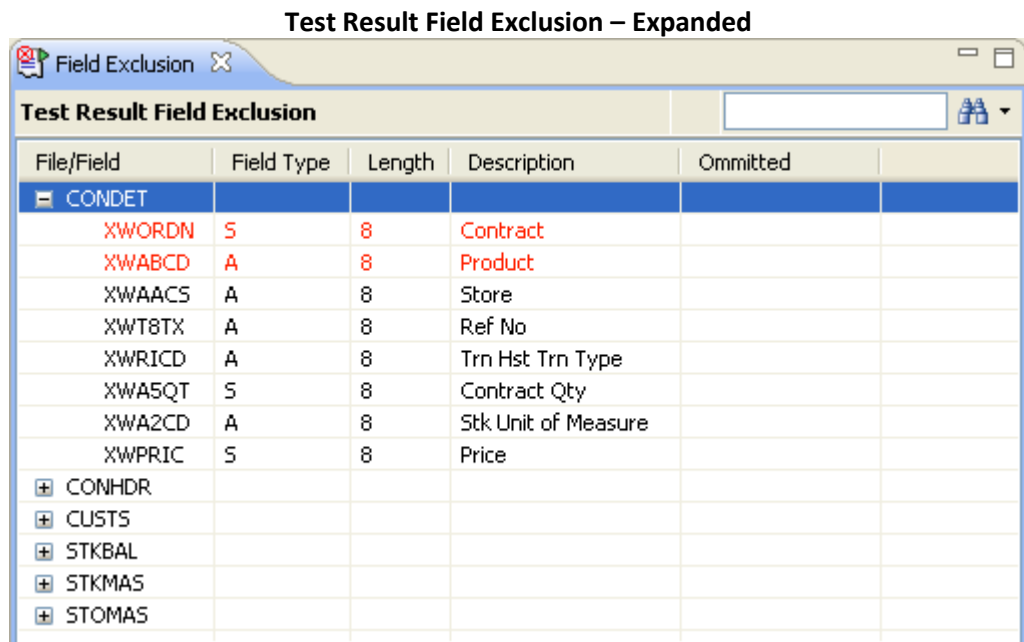 Test Result Field Exclusion – Expanded
Field Exclusion
Test Result Field Exclusion
File/Field Field Type Length Description Ommitted
CONDET
XWORDN S 8 Contract
XWABCD A 8 Product
XWAACS A 8 Store
XWT8TX A 8 Ref No
XWRICD A 8 Trn Hst Trn Type
XWA5QT S 8 Contract Qty
XWA2CD A 8 Stk Unit of Measure
XWPRIC S 8 Price
CONHDR
CUSTS
STKBAL
STKMAS
STOMAS